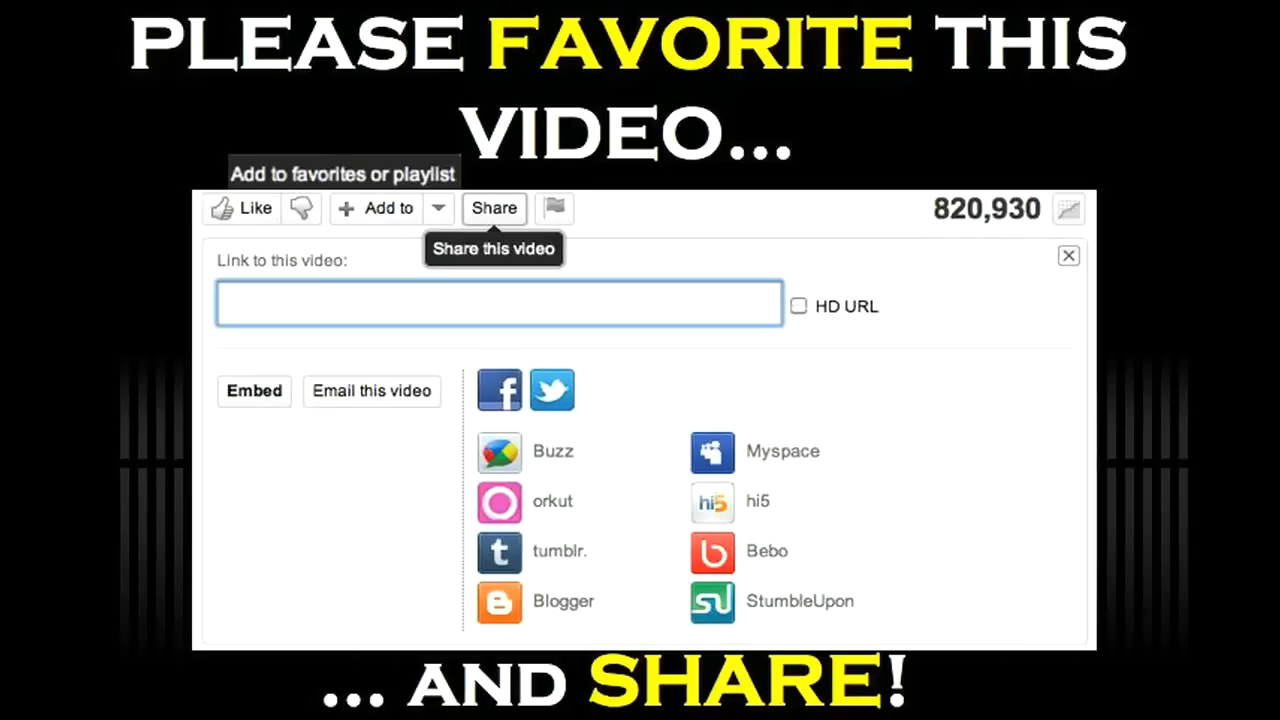 PLEASE FAVORITE THIS
VIDEO...
Add to favorites or playlist
Like Add to Share 820,930
Share this video
Link to this video:
HD URL
Embed Email this video
Buzz Myspace
orkut hi5 hi5
t tumblr. Bebo
Blogger StumbleUpon
... AND SHARE!